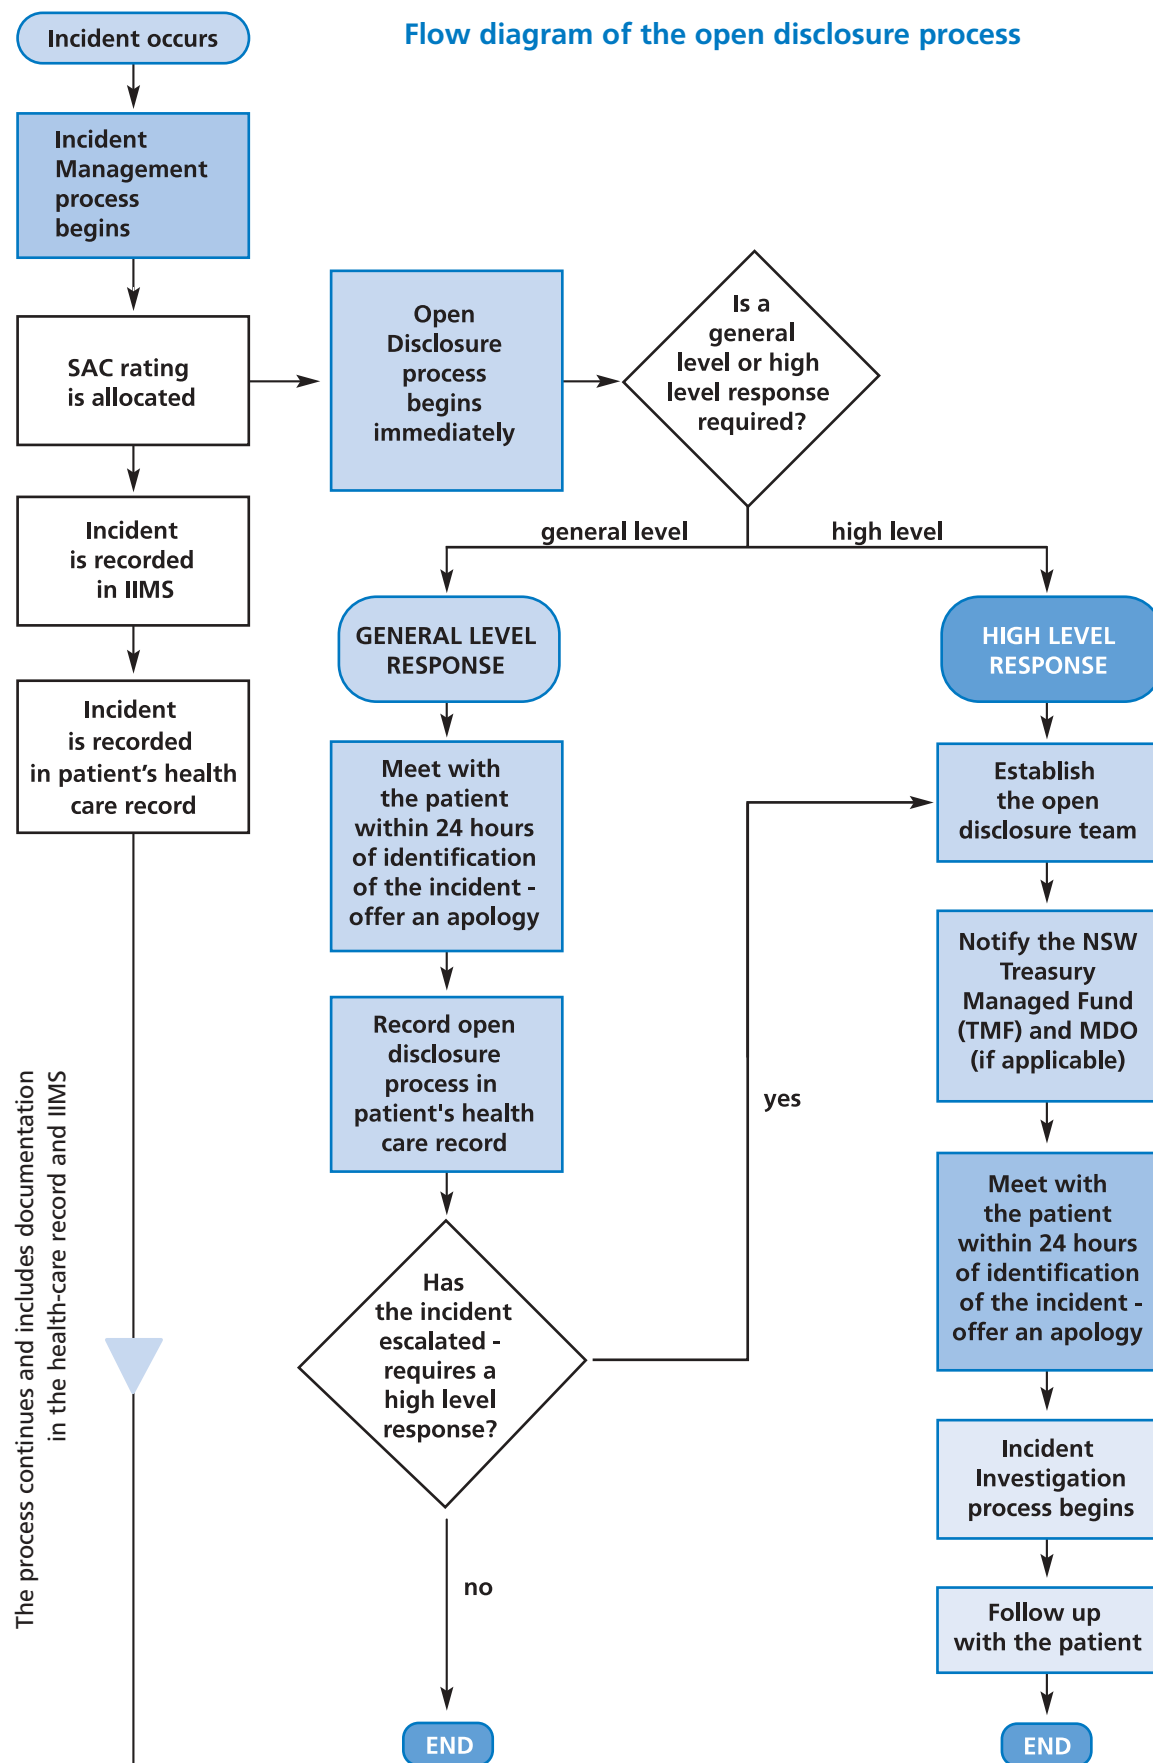 Flow diagram of the open disclosure process
Incident occurs
Incident
Management
process
begins
SAC rating
is allocated
Open
Disclosure
process
begins
immediately
Is a
general
level or high
level response
required?
Incident
is recorded
in IIMS
Incident
is recorded
in patient’s health
care record
The process continues and includes documentation
in the health-care record and IIMS
general level
high level
GENERAL LEVEL
RESPONSE
Meet with
the patient
within 24 hours
of identification
of the incident -
offer an apology
Record open
disclosure
process in
patient's health
care record
Has
the incident
escalated -
requires a
high level
response?
yes
no
END
HIGH LEVEL
RESPONSE
Establish
the open
disclosure team
Notify the NSW
Treasury
Managed Fund
(TMF) and MDO
(if applicable)
Meet with
the patient
within 24 hours
of identification
of the incident -
offer an apology
Incident
Investigation
process begins
Follow up
with the patient
END